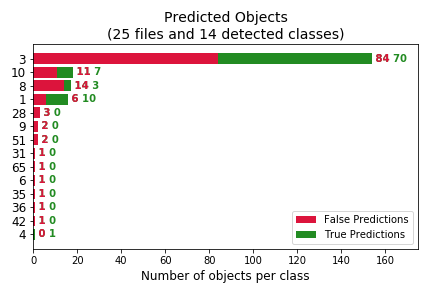 Predicted Objects
(25 files and 14 detected classes)
3 84 70
10 11 7
8 14 3
1 6 10
28 3 0
9 2 0
51 2 0
31 1 0
65 1 0
6 1 0
35 1 0
36 1 0
42 1 0
4 0 1
False Predictions
True Predictions
0 20 40 60 80 100 120 140 160
Number of objects per class